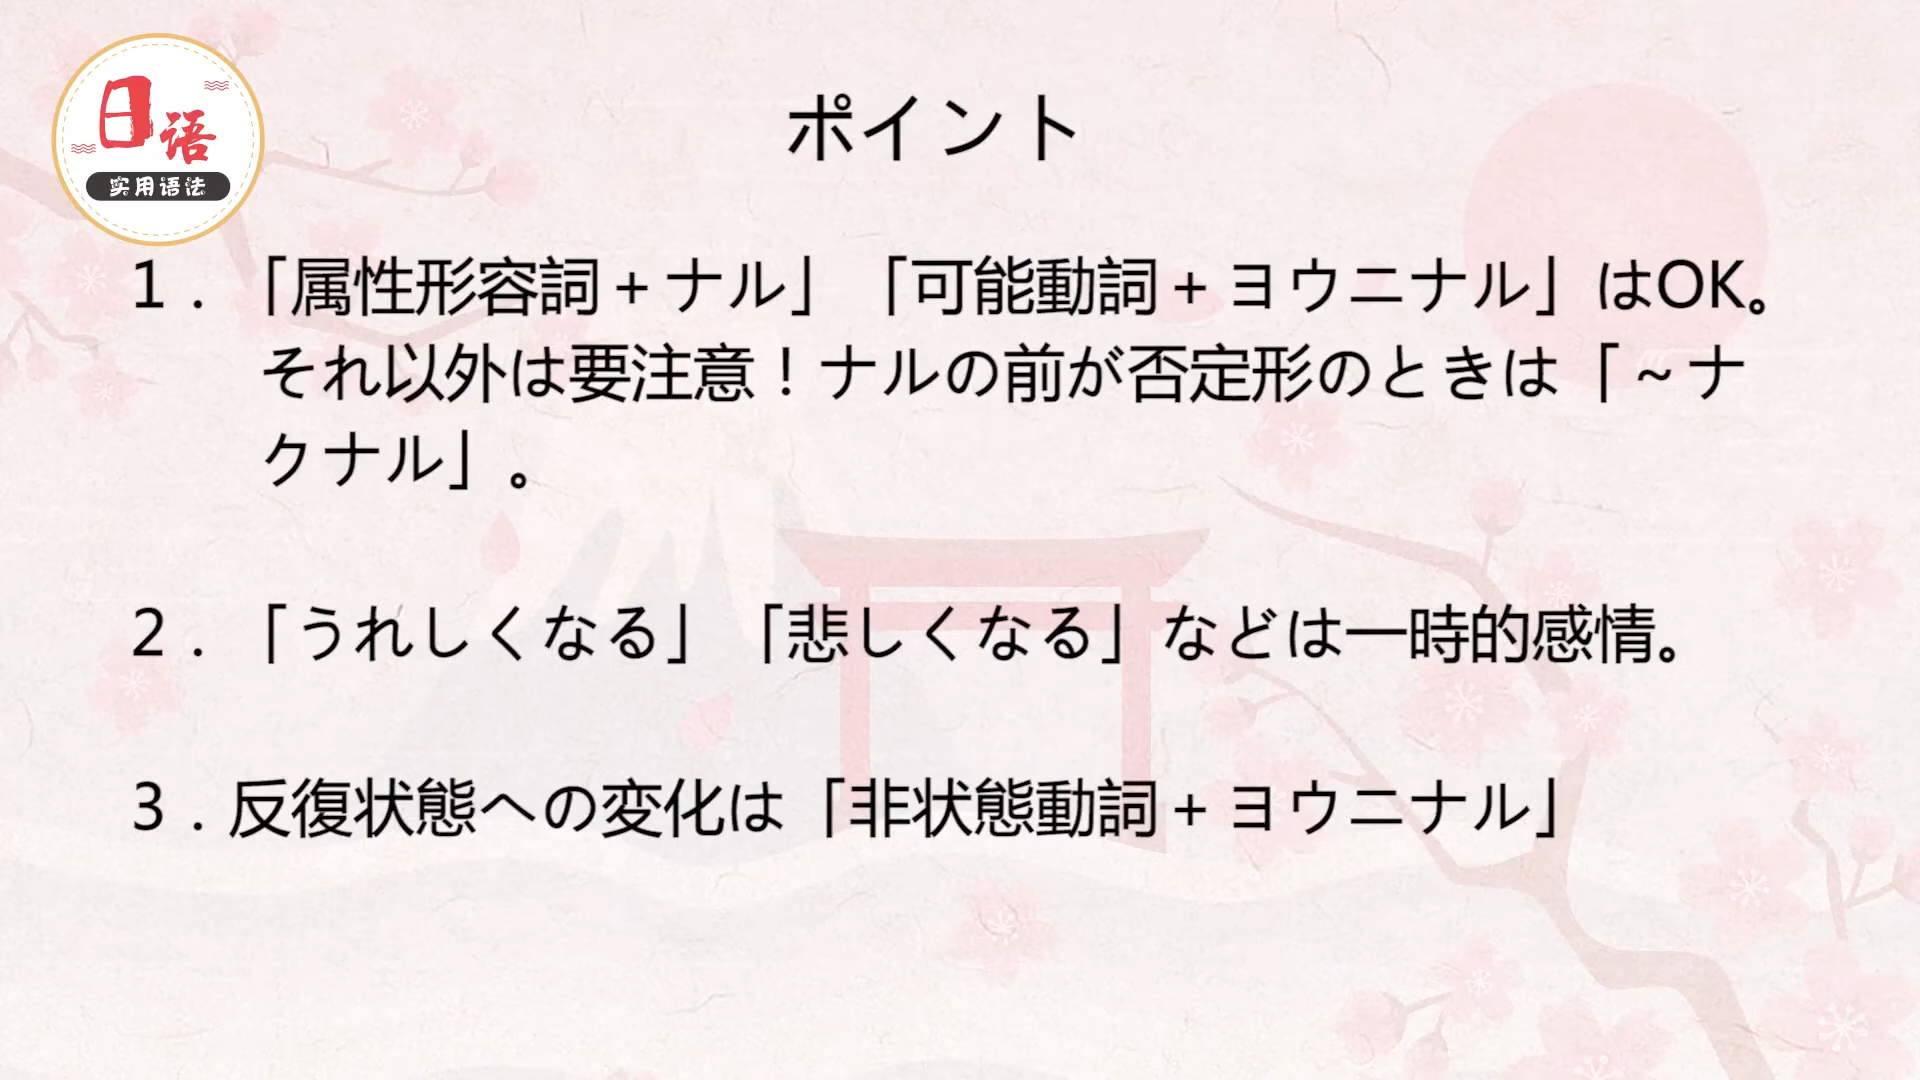 日语
实用语法
ポイント
1．「属性形容詞+ナル」「可能動詞+ヨウニナル」はOK。
それ以外は要注意！ナルの前が否定形のときは「~ナ
クナル」。
2．「うれしくなる」「悲しくなる」などは一時的感情。
3．反復状態への変化は「非状態動詞+ヨウニナル」